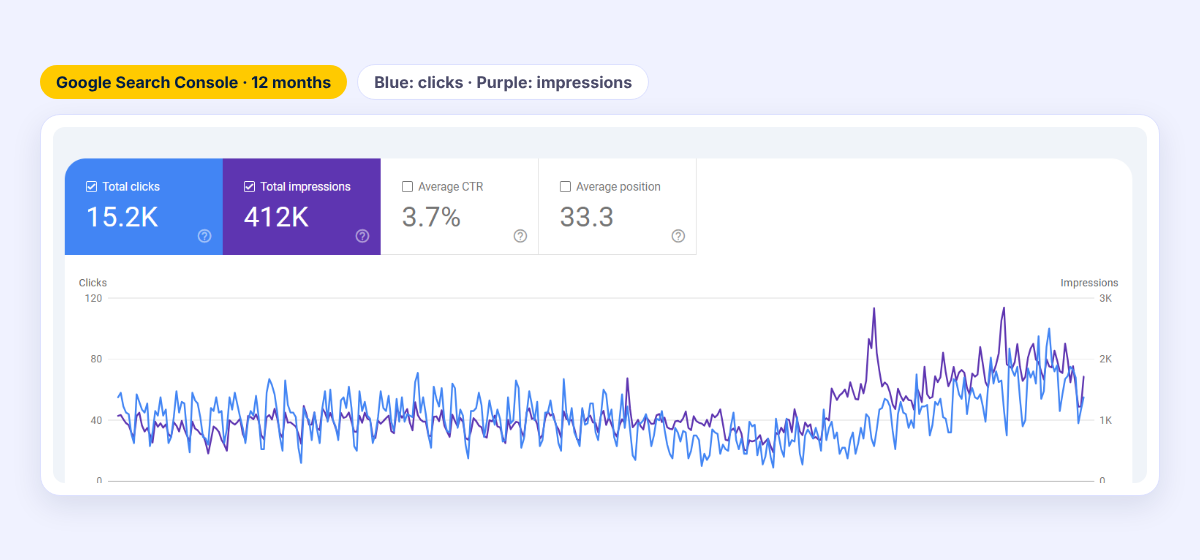 Google Search Console · 12 months
Blue: clicks · Purple: impressions
Total clicks
15.2K
Total impressions
412K
Average CTR
3.7%
Average position
33.3
Clicks
Impressions
120
3K
80
2K
40
1K
0
0